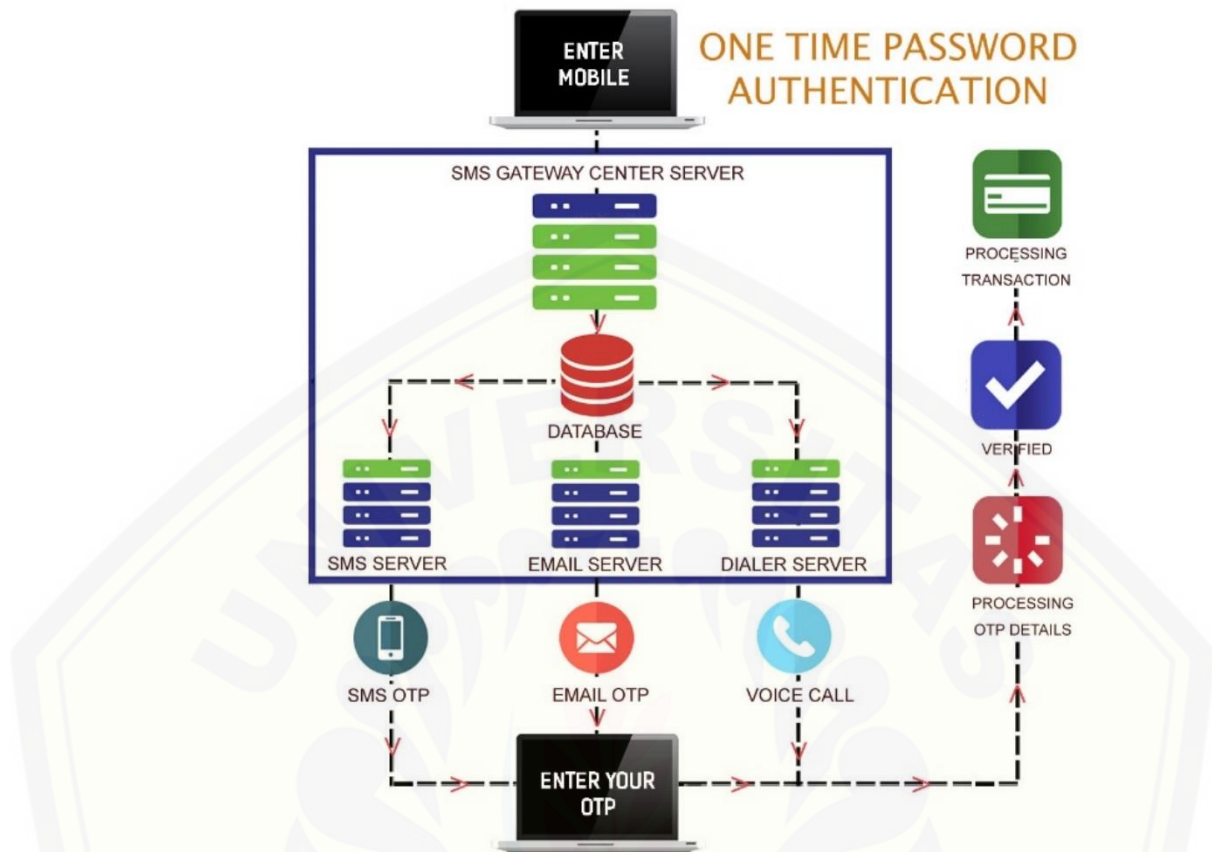 ENTER
MOBILE
ONE TIME PASSWORD
AUTHENTICATION
SMS GATEWAY CENTER SERVER
DATABASE
SMS SERVER
EMAIL SERVER
DIALER SERVER
SMS OTP
EMAIL OTP
VOICE CALL
ENTER YOUR
OTP
PROCESSING
TRANSACTION
VERIFIED
PROCESSING
OTP DETAILS
UNIVERSITAS